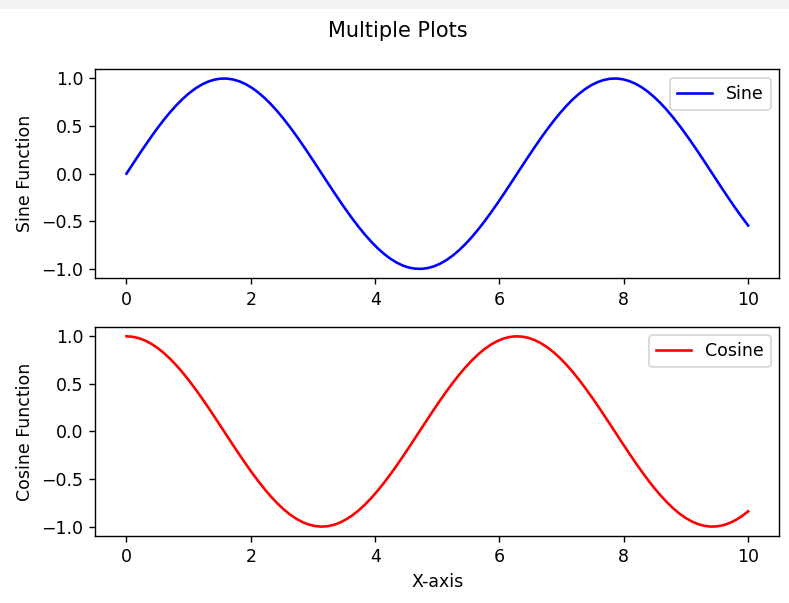 Multiple Plots
Sine Function
1.0
0.5
0.0
−0.5
−1.0
Sine
0 2 4 6 8 10
Cosine Function
1.0
0.5
0.0
−0.5
−1.0
Cosine
0 2 4 6 8 10
X-axis